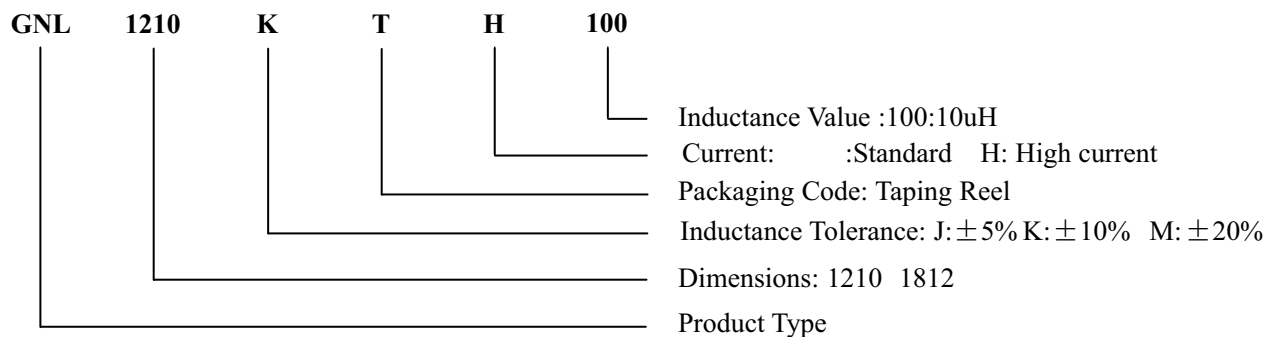 GNL 1210 K T H 100
Inductance Value :100:10uH
Current: :Standard H: High current
Packaging Code: Taping Reel
Inductance Tolerance: J:±5% K:±10% M:±20%
Dimensions: 1210 1812
Product Type